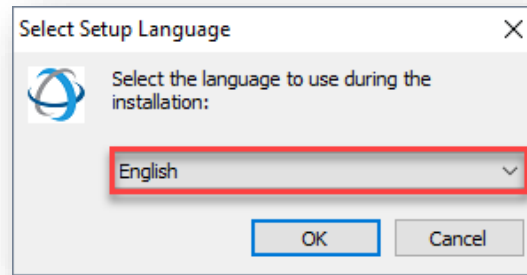 Select Setup Language
Select the language to use during the
installation:
English
OK
Cancel